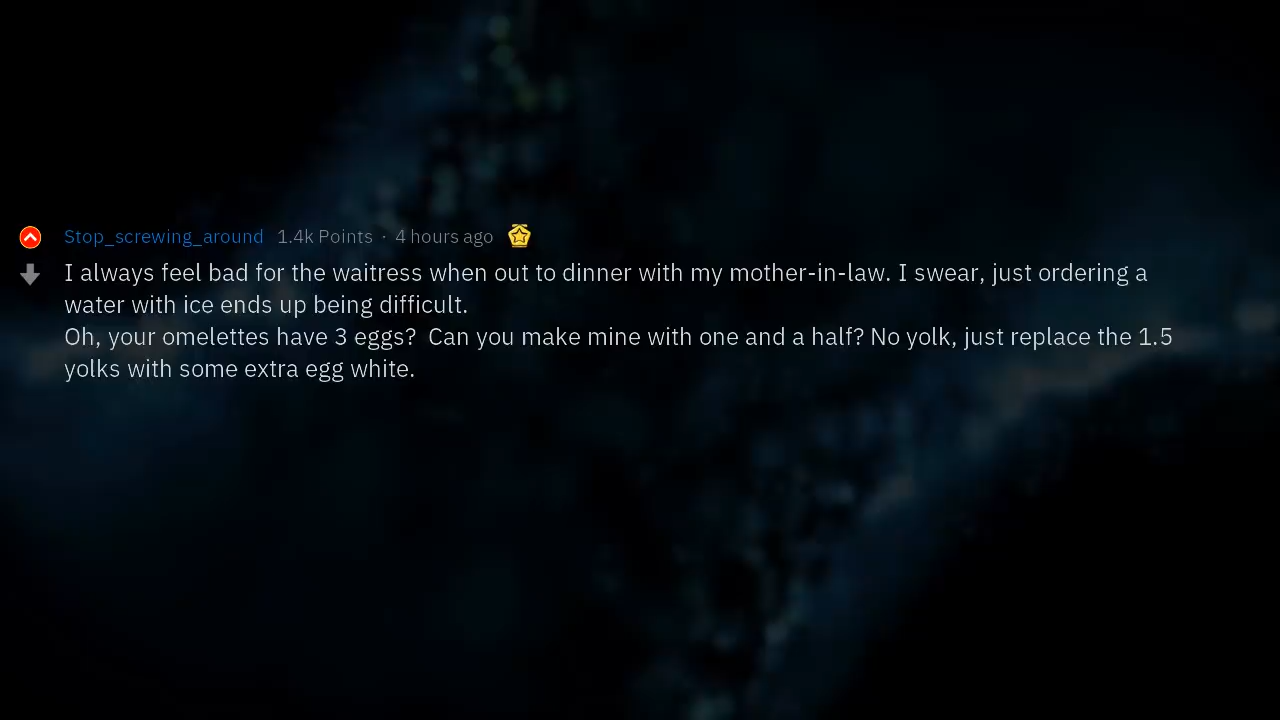 Stop_screwing_around 1.4k Points · 4 hours ago
I always feel bad for the waitress when out to dinner with my mother-in-law. I swear, just ordering a
water with ice ends up being difficult.
Oh, your omelettes have 3 eggs?  Can you make mine with one and a half? No yolk, just replace the 1.5
yolks with some extra egg white.